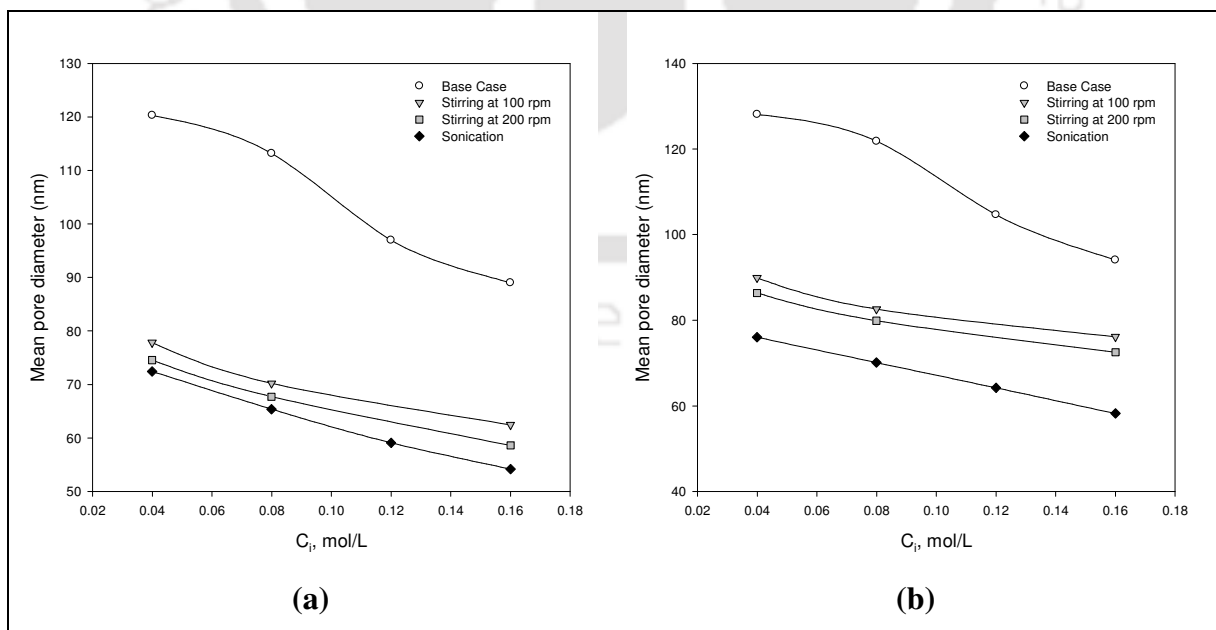 130
120
110
100
90
80
70
60
50
Mean pore diameter (nm)
0.02 0.04 0.06 0.08 0.10 0.12 0.14 0.16 0.18
C_i, mol/L
Base Case
Stirring at 100 rpm
Stirring at 200 rpm
Sonication
(a)
140
120
100
80
60
40
Mean pore diameter (nm)
0.02 0.04 0.06 0.08 0.10 0.12 0.14 0.16 0.18
C_i, mol/L
Base Case
Stirring at 100 rpm
Stirring at 200 rpm
Sonication
(b)